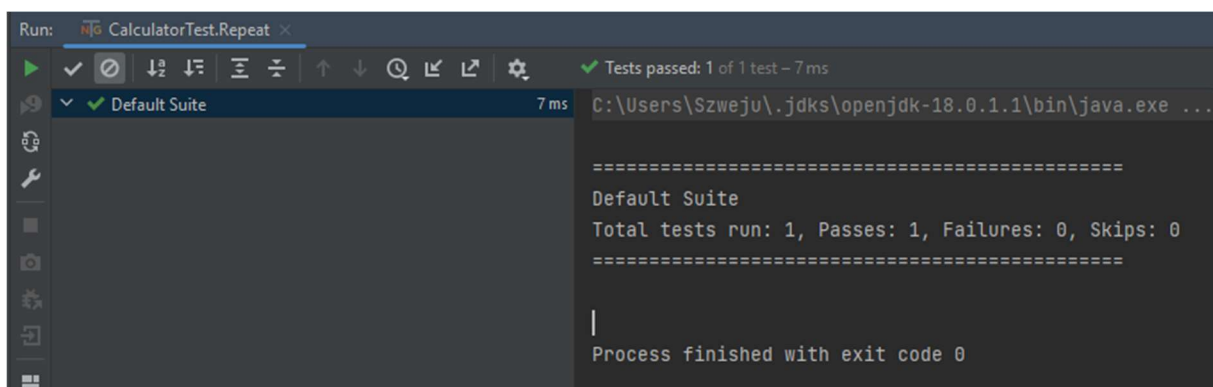 Run: NG CalculatorTest.Repeat
Tests passed: 1 of 1 test – 7 ms
Default Suite 7 ms
C:\Users\Szweju\.jdks\openjdk-18.0.1.1\bin\java.exe ...
===============================================
Default Suite
Total tests run: 1, Passes: 1, Failures: 0, Skips: 0
===============================================
Process finished with exit code 0